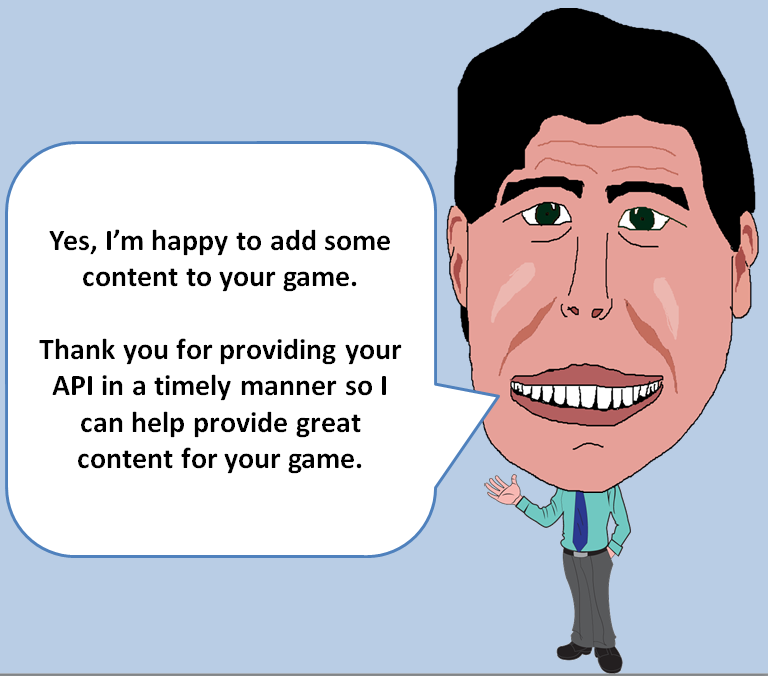 Yes, I'm happy to add some
content to your game.
Thank you for providing your
API in a timely manner so I
can help provide great
content for your game.